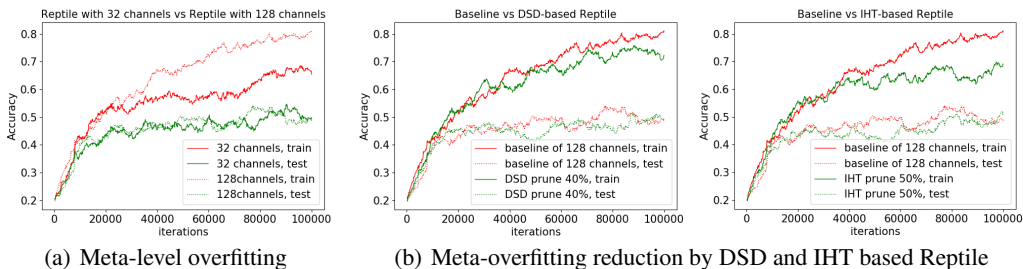 Reptile with 32 channels vs Reptile with 128 channels
0.8
0.7
0.6
0.5
0.4
0.3
0.2
Accuracy
32 channels, train
32 channels, test
128channels, train
128channels, test
0 20000 40000 60000 80000 100000
iterations
Baseline vs DSD-based Reptile
0.8
0.7
0.6
0.5
0.4
0.3
0.2
Accuracy
baseline of 128 channels, train
baseline of 128 channels, test
DSD prune 40%, train
DSD prune 40%, test
0 20000 40000 60000 80000 100000
iterations
Baseline vs IHT-based Reptile
0.8
0.7
0.6
0.5
0.4
0.3
0.2
Accuracy
baseline of 128 channels, train
baseline of 128 channels, test
IHT prune 50%, train
IHT prune 50%, test
0 20000 40000 60000 80000 100000
iterations
(a) Meta-level overfitting
(b) Meta-overfitting reduction by DSD and IHT based Reptile